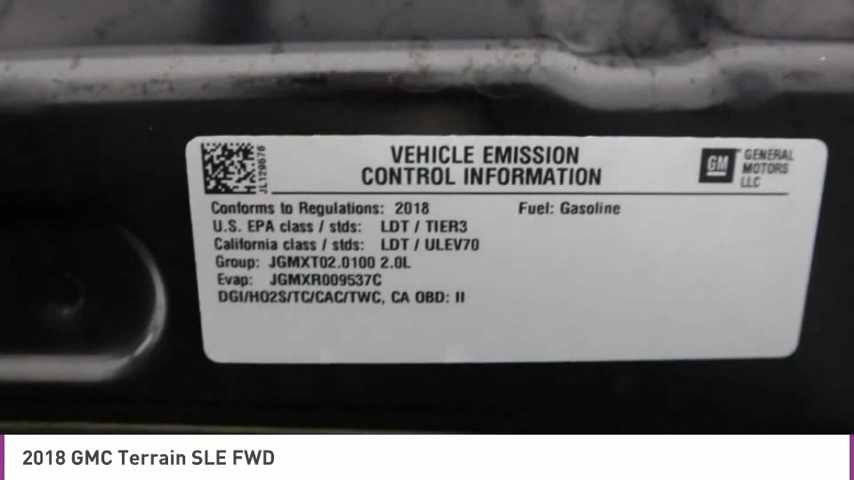 VEHICLE EMISSION
CONTROL INFORMATION
GM GENERAL
MOTORS
LLC
JL129576
Conforms to Regulations: 2018 Fuel: Gasoline
U.S. EPA class / stds: LDT / TIER3
California class / stds: LDT / ULEV70
Group: JGMXT02.0100 2.0L
Evap: JGMXR009537C
DGI/HO2S/TC/CAC/TWC, CA OBD: II
2018 GMC Terrain SLE FWD